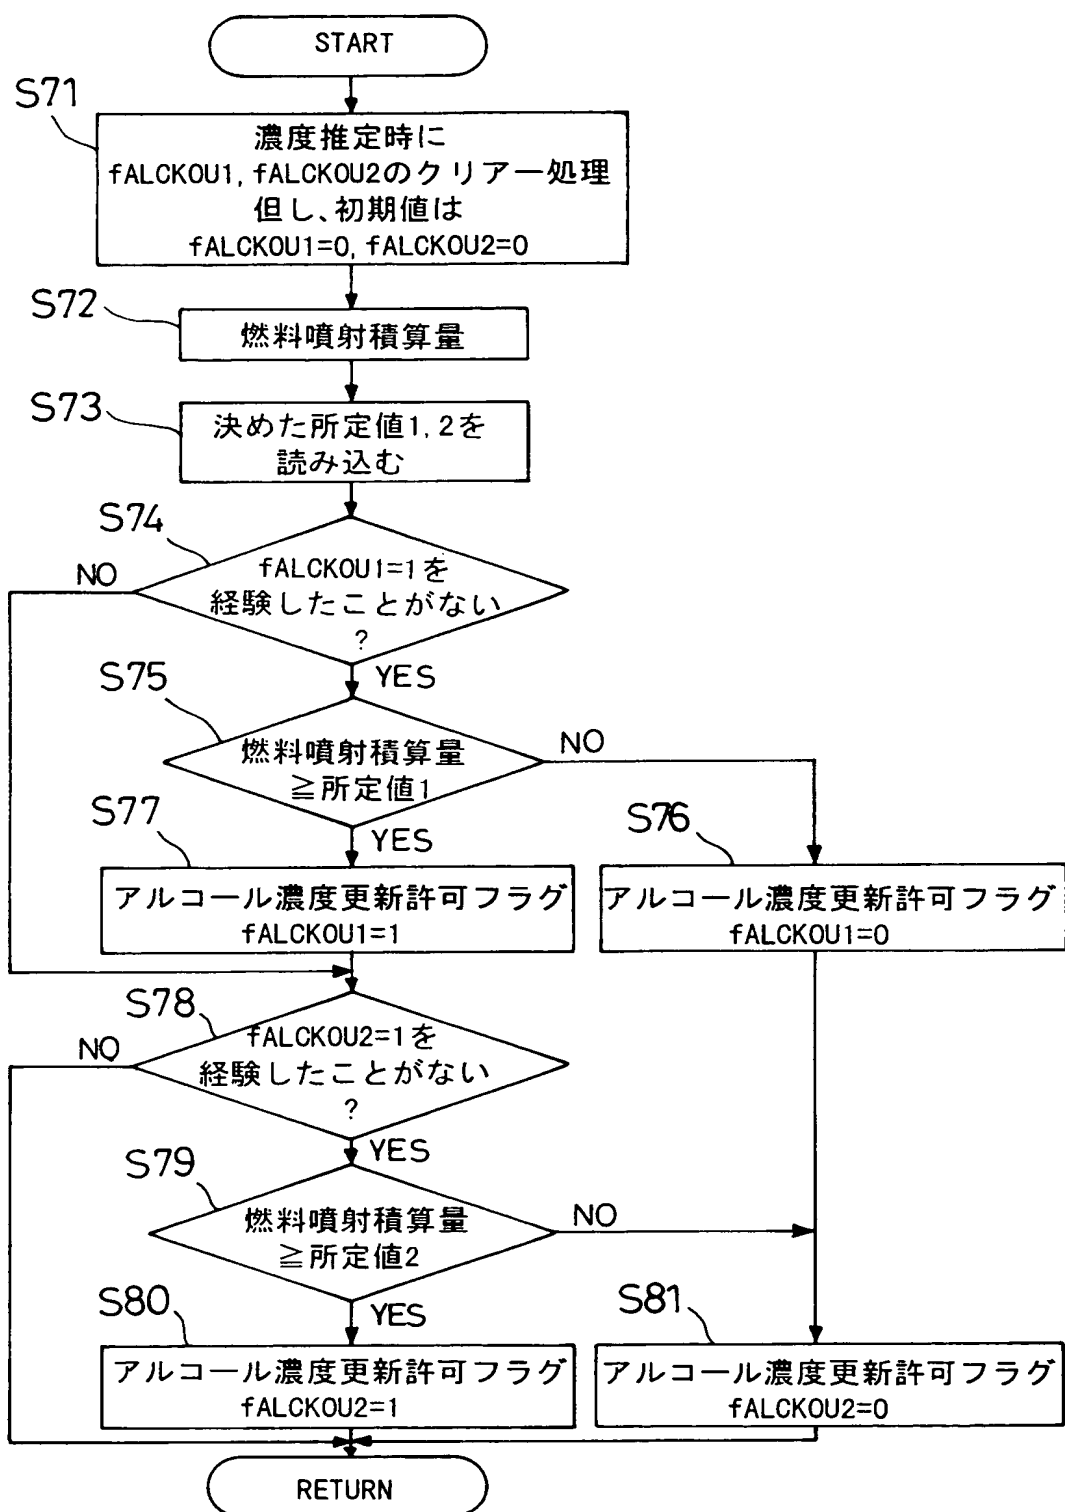 START
S71
濃度推定時に
fALCKOU1, fALCKOU2のクリアー処理
但し、初期値は
fALCKOU1=0, fALCKOU2=0
S72
燃料噴射積算量
S73
決めた所定値1, 2を
読み込む
S74
fALCKOU1=1を
経験したことがない
?
NO
YES
S75
燃料噴射積算量
≧所定値1
NO
YES
S77
アルコール濃度更新許可フラグ
fALCKOU1=1
S76
アルコール濃度更新許可フラグ
fALCKOU1=0
S78
fALCKOU2=1を
経験したことがない
?
NO
YES
S79
燃料噴射積算量
≧所定値2
NO
YES
S80
アルコール濃度更新許可フラグ
fALCKOU2=1
S81
アルコール濃度更新許可フラグ
fALCKOU2=0
RETURN